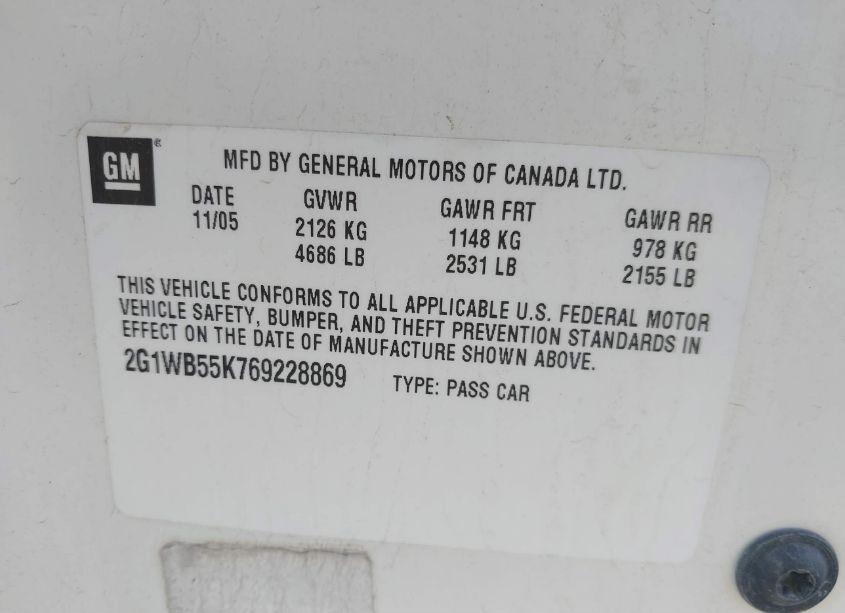 GM®
MFD BY GENERAL MOTORS OF CANADA LTD.
DATE GVWR GAWR FRT GAWR RR
11/05 2126 KG 1148 KG 978 KG
4686 LB 2531 LB 2155 LB
THIS VEHICLE CONFORMS TO ALL APPLICABLE U.S. FEDERAL MOTOR
VEHICLE SAFETY, BUMPER, AND THEFT PREVENTION STANDARDS IN
EFFECT ON THE DATE OF MANUFACTURE SHOWN ABOVE.
2G1WB55K769228869 TYPE: PASS CAR